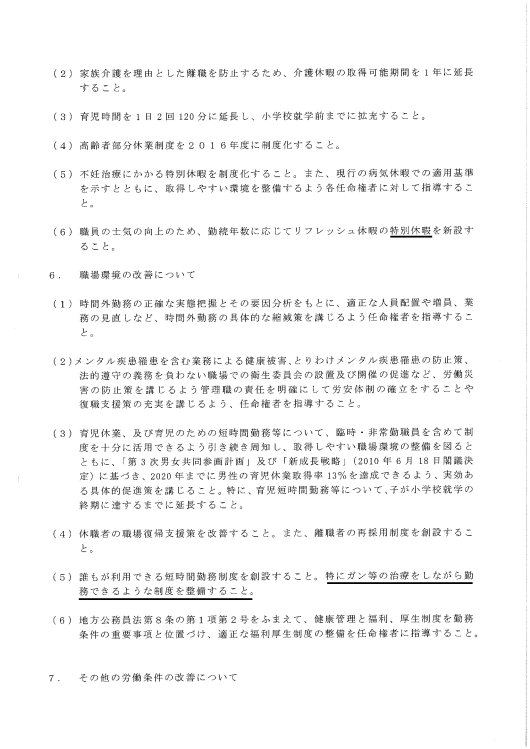 （２）家族介護を理由とした離職を防止するため、介護休暇の取得可能期間を１年に延長
すること。
（３）育児時間を１日２回 120 分に延長し、小学校就学前までに拡充すること。
（４）高齢者部分休業制度を２０１６年度に制度化すること。
（５）不妊治療にかかる特別休暇を制度化すること。また、現行の病気休暇での適用基準
を示すとともに、取得しやすい環境を整備するよう各任命権者に対して指導するこ
と。
（６）職員の士気の向上のため、勤続年数に応じてリフレッシュ休暇の特別休暇を新設す
ること。
６．　職場環境の改善について
（１）時間外勤務の正確な実態把握とその要因分析をもとに、適正な人員配置や増員、業
務の見直しなど、時間外勤務の具体的な縮減策を講じるよう任命権者を指導するこ
と。
（２）メンタル疾患罹患を含む業務による健康被害、とりわけメンタル疾患罹患の防止策、
法的遵守の義務を負わない職場での衛生委員会の設置及び開催の促進など、労働災
害の防止策を講じるよう管理職の責任を明確にして労安体制の確立をすることや
復職支援策の充実を講じるよう、任命権者を指導すること。
（３）育児休業、及び育児のための短時間勤務等について、臨時・非常勤職員を含めて制
度を十分に活用できるよう引き続き周知し、取得しやすい職場環境の整備を図ると
ともに、「第３次男女共同参画計画」及び「新成長戦略」（2010 年 6 月 18 日閣議決
定）に基づき、2020 年までに男性の育児休業取得率 13％を達成できるよう、実効あ
る具体的促進策を講じること。特に、育児短時間勤務等について、子が小学校就学の
終期に達するまでに延長すること。
（４）休職者の職場復帰支援策を改善すること。また、離職者の再採用制度を創設するこ
と。
（５）誰もが利用できる短時間勤務制度を創設すること。特にガン等の治療をしながら勤
務できるような制度を整備すること。
（６）地方公務員法第８条の第１項第２号をふまえて、健康管理と福利、厚生制度を勤務
条件の重要事項と位置づけ、適正な福利厚生制度の整備を任命権者に指導すること。
７．　その他の労働条件の改善について